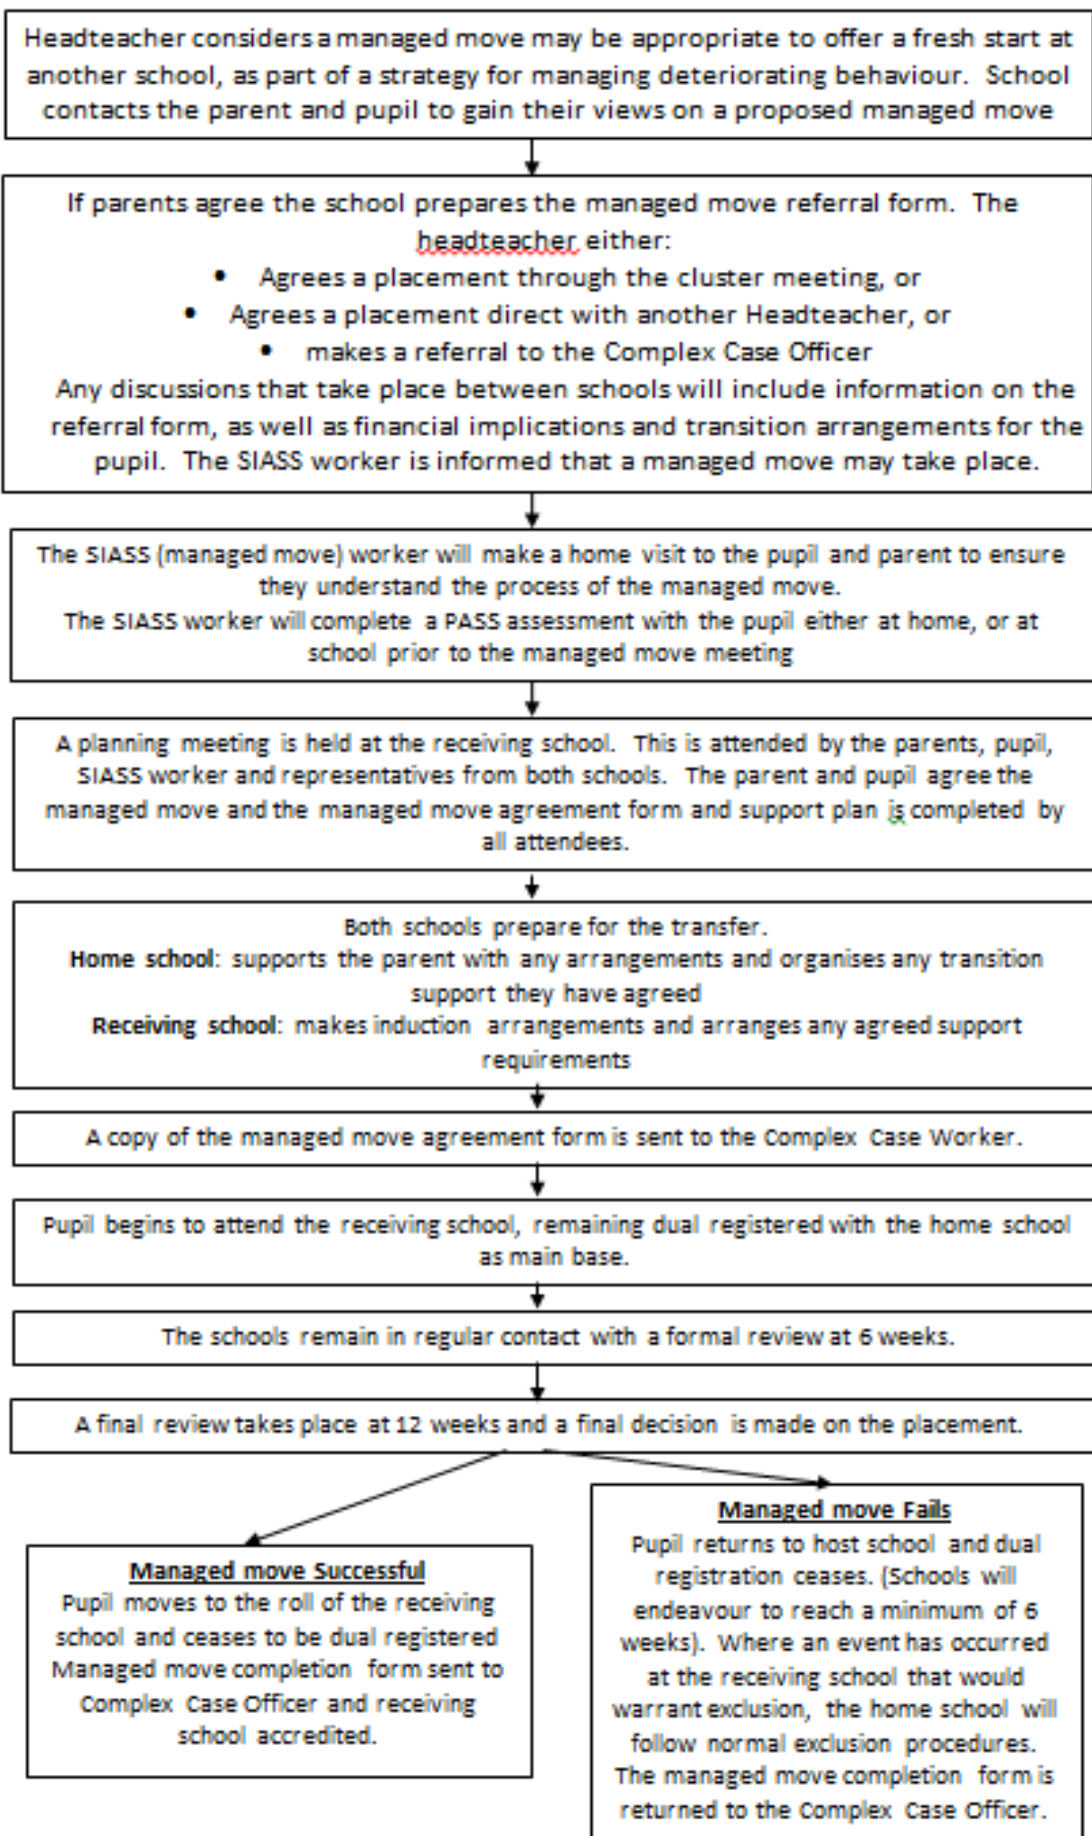 Headteacher considers a managed move may be appropriate to offer a fresh start at
another school, as part of a strategy for managing deteriorating behaviour. School
contacts the parent and pupil to gain their views on a proposed managed move
If parents agree the school prepares the managed move referral form. The
headteacher either:
• Agrees a placement through the cluster meeting, or
• Agrees a placement direct with another Headteacher, or
• makes a referral to the Complex Case Officer
Any discussions that take place between schools will include information on the
referral form, as well as financial implications and transition arrangements for the
pupil. The SIASS worker is informed that a managed move may take place.
The SIASS (managed move) worker will make a home visit to the pupil and parent to ensure
they understand the process of the managed move.
The SIASS worker will complete a PASS assessment with the pupil either at home, or at
school prior to the managed move meeting
A planning meeting is held at the receiving school. This is attended by the parents, pupil,
SIASS worker and representatives from both schools. The parent and pupil agree the
managed move and the managed move agreement form and support plan is completed by
all attendees.
Both schools prepare for the transfer.
Home school: supports the parent with any arrangements and organises any transition
support they have agreed
Receiving school: makes induction arrangements and arranges any agreed support
requirements
A copy of the managed move agreement form is sent to the Complex Case Worker.
Pupil begins to attend the receiving school, remaining dual registered with the home school
as main base.
The schools remain in regular contact with a formal review at 6 weeks.
A final review takes place at 12 weeks and a final decision is made on the placement.
Managed move Successful
Pupil moves to the roll of the receiving
school and ceases to be dual registered
Managed move completion form sent to
Complex Case Officer and receiving
school accredited.
Managed move Fails
Pupil returns to host school and dual
registration ceases. (Schools will
endeavour to reach a minimum of 6
weeks). Where an event has occurred
at the receiving school that would
warrant exclusion, the home school will
follow normal exclusion procedures.
The managed move completion form is
returned to the Complex Case Officer.